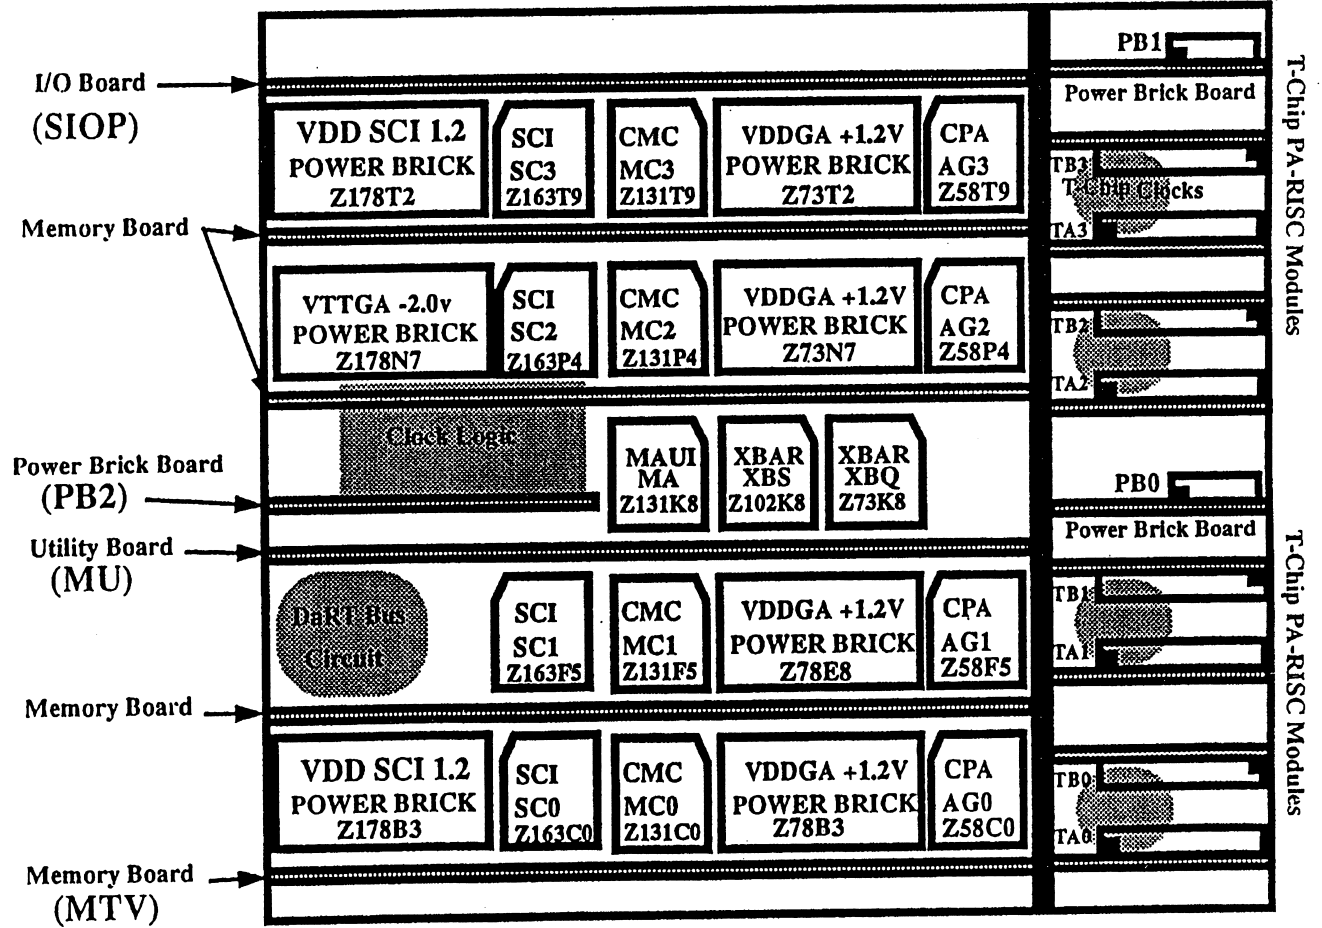 I/O Board
(SIOP)
Memory Board
Power Brick Board
(PB2)
Utility Board
(MU)
Memory Board
Memory Board
(MTV)
VDD SCI 1.2
POWER BRICK
Z178T2
SCI
SC3
Z163T9
CMC
MC3
Z131T9
VDDGA +1.2V
POWER BRICK
Z73T2
CPA
AG3
Z58T9
VTTGA -2.0v
POWER BRICK
Z178N7
SCI
SC2
Z163P4
CMC
MC2
Z131P4
VDDGA +1.2V
POWER BRICK
Z73N7
CPA
AG2
Z58P4
Clock Logic
MAUI
MA
Z131K8
XBAR
XBS
Z102K8
XBAR
XBQ
Z73K8
DaRT Bus
Circuit
SCI
SC1
Z163F5
CMC
MC1
Z131F5
VDDGA +1.2V
POWER BRICK
Z78E8
CPA
AG1
Z58F5
VDD SCI 1.2
POWER BRICK
Z178B3
SCI
SC0
Z163C0
CMC
MC0
Z131C0
VDDGA +1.2V
POWER BRICK
Z78B3
CPA
AG0
Z58C0
PB1
Power Brick Board
TB3
T-Chip Clocks
TA3
TB2
TA2
PB0
Power Brick Board
TB1
TA1
TB0
TA0
T-Chip PA-RISC Modules
T-Chip PA-RISC Modules